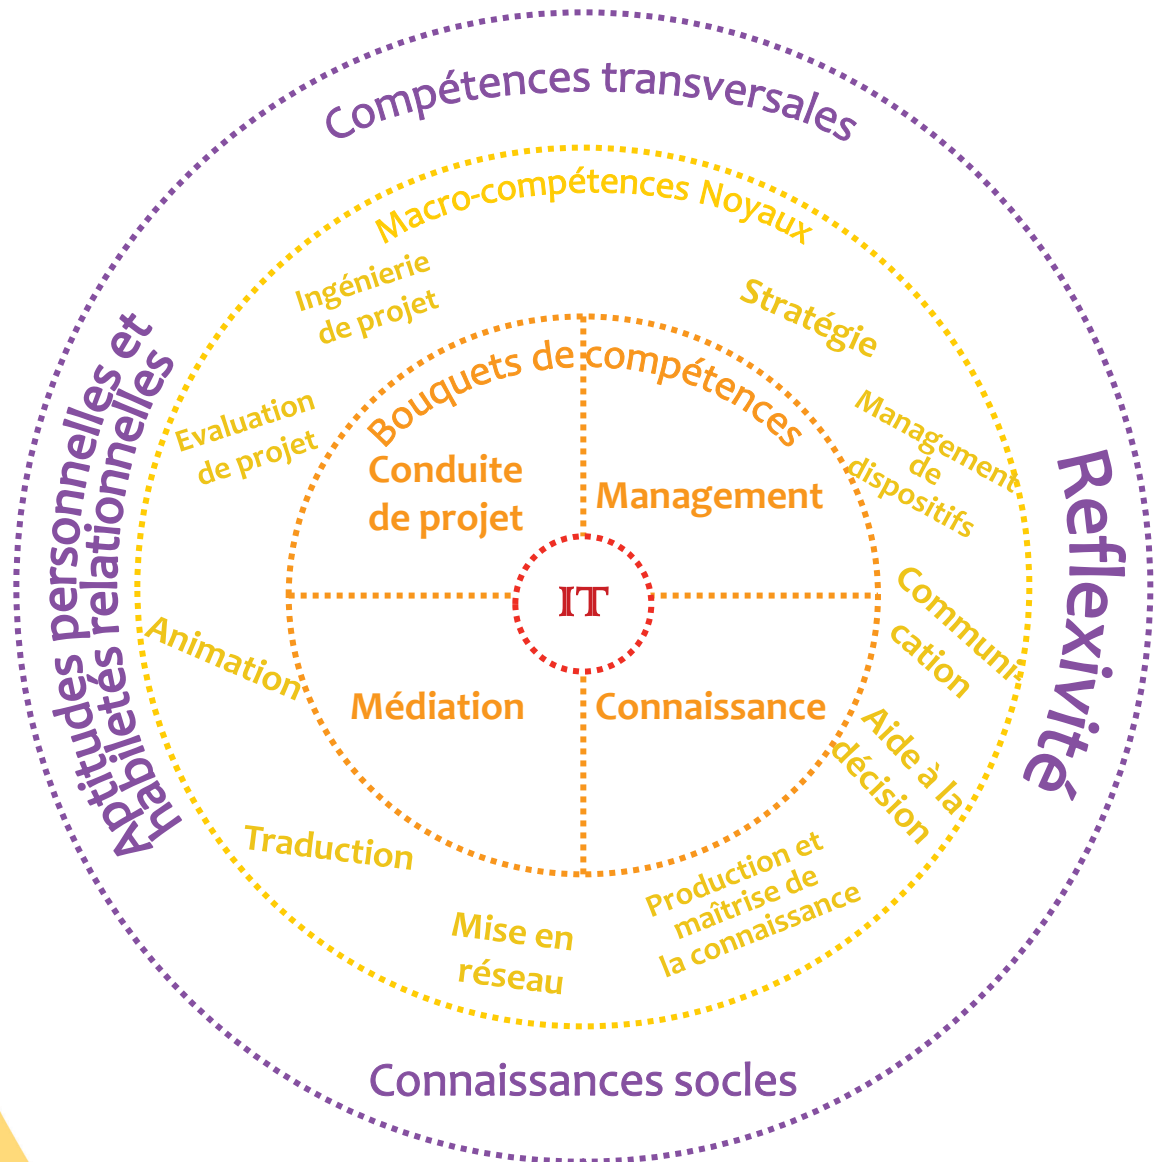 Compétences transversales
Macro-compétences Noyaux
Ingénierie
de projet
Stratégie
Bouquets de compétences
Evaluation
de projet
Management
de
dispositifs
Conduite
de projet
Management
Aptitudes personnelles et
habiletés relationnelles
Reflexivité
IT
Communi-
cation
Animation
Médiation
Connaissance
Aide à la
décision
Traduction
Production et
maîtrise de
la connaissance
Mise en
réseau
Connaissances socles